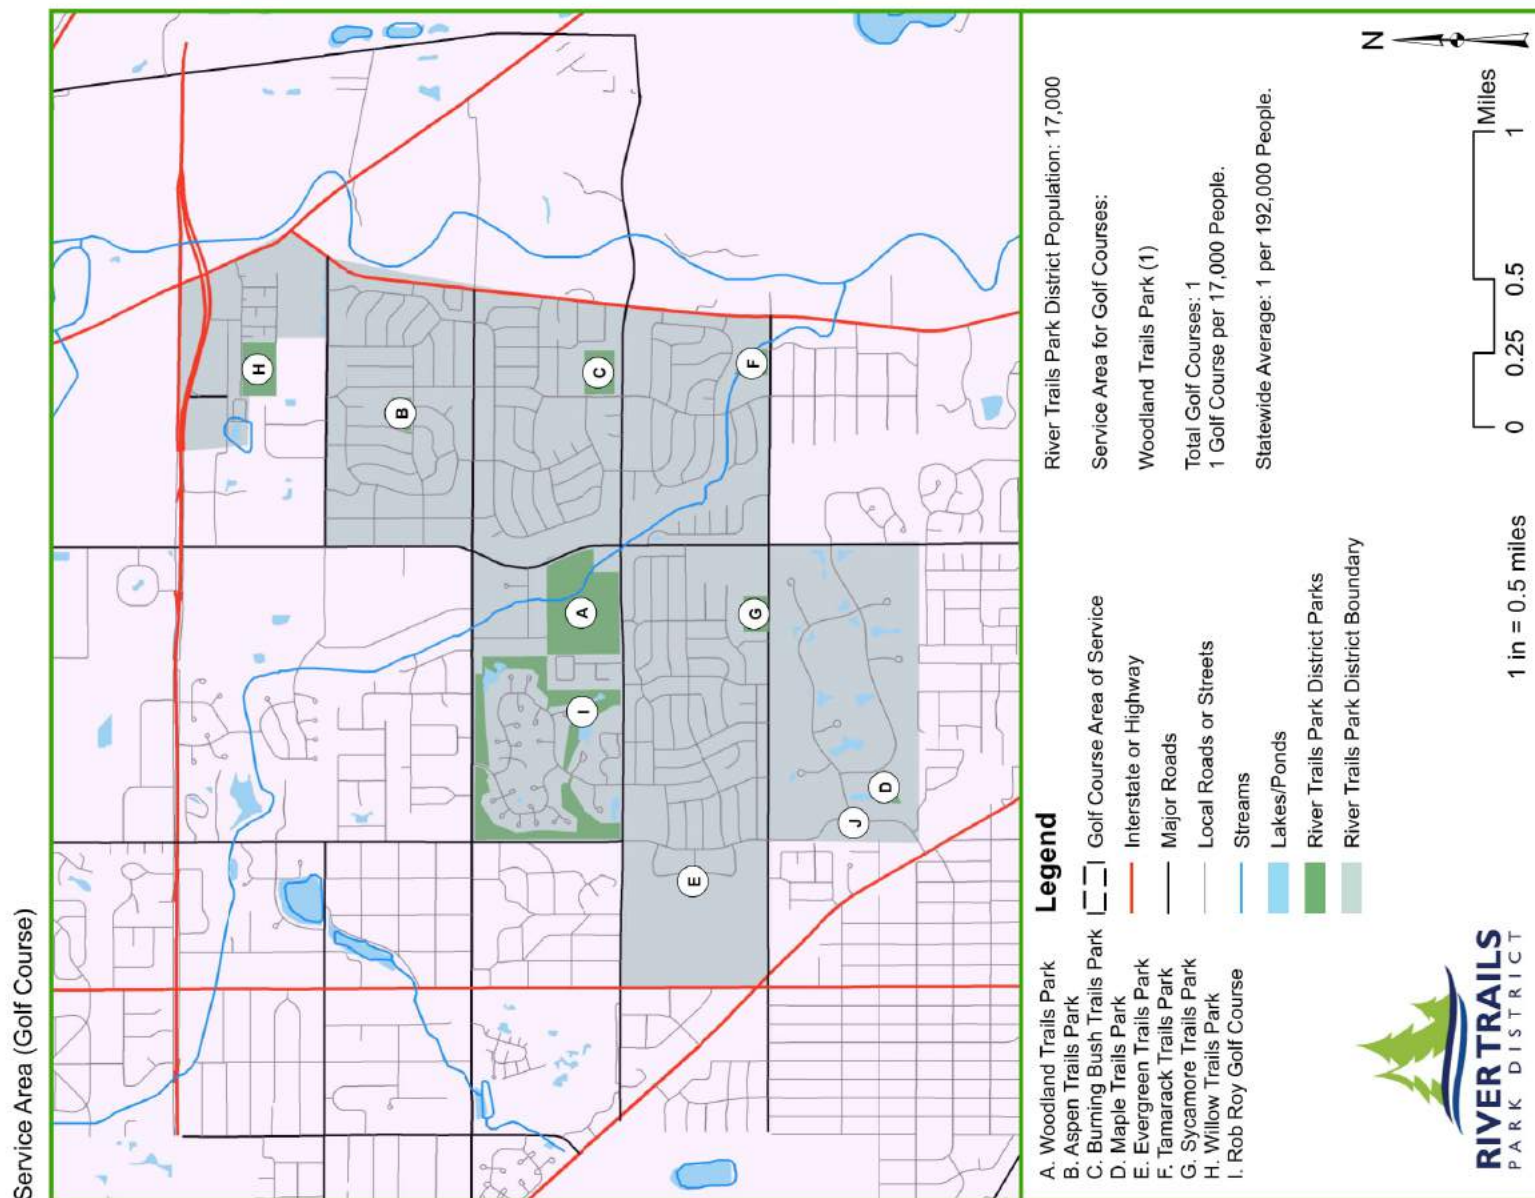 Service Area (Golf Course)
H
B
C
F
A
G
I
E
D
J
A. Woodland Trails Park
B. Aspen Trails Park
C. Burning Bush Trails Park
D. Maple Trails Park
E. Evergreen Trails Park
F. Tamarack Trails Park
G. Sycamore Trails Park
H. Willow Trails Park
I. Rob Roy Golf Course
Legend
Golf Course Area of Service
Interstate or Highway
Major Roads
Local Roads or Streets
Streams
Lakes/Ponds
River Trails Park District Parks
River Trails Park District Boundary
River Trails Park District Population: 17,000
Service Area for Golf Courses:
Woodland Trails Park (1)
Total Golf Courses: 1
1 Golf Course per 17,000 People.
Statewide Average: 1 per 192,000 People.
N
Miles
0 0.25 0.5 1
1 in = 0.5 miles
RIVER TRAILS
PARK DISTRICT